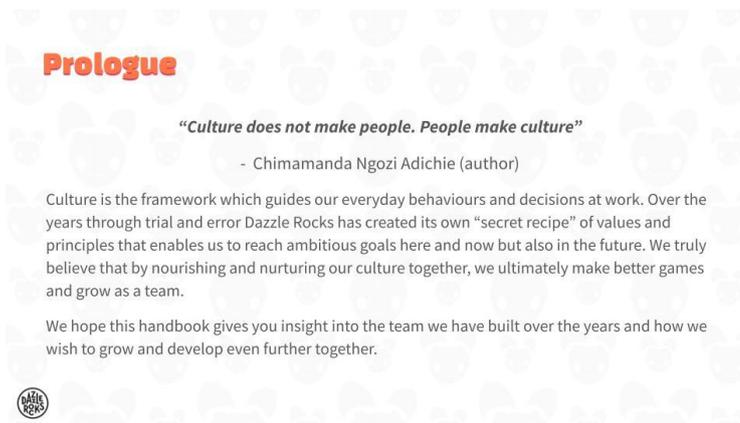 Prologue
“Culture does not make people. People make culture”
- Chimamanda Ngozi Adichie (author)
Culture is the framework which guides our everyday behaviours and decisions at work. Over the
years through trial and error Dazzle Rocks has created its own “secret recipe” of values and
principles that enables us to reach ambitious goals here and now but also in the future. We truly
believe that by nourishing and nurturing our culture together, we ultimately make better games
and grow as a team.
We hope this handbook gives you insight into the team we have built over the years and how we
wish to grow and develop even further together.
DAZZLE
ROCKS